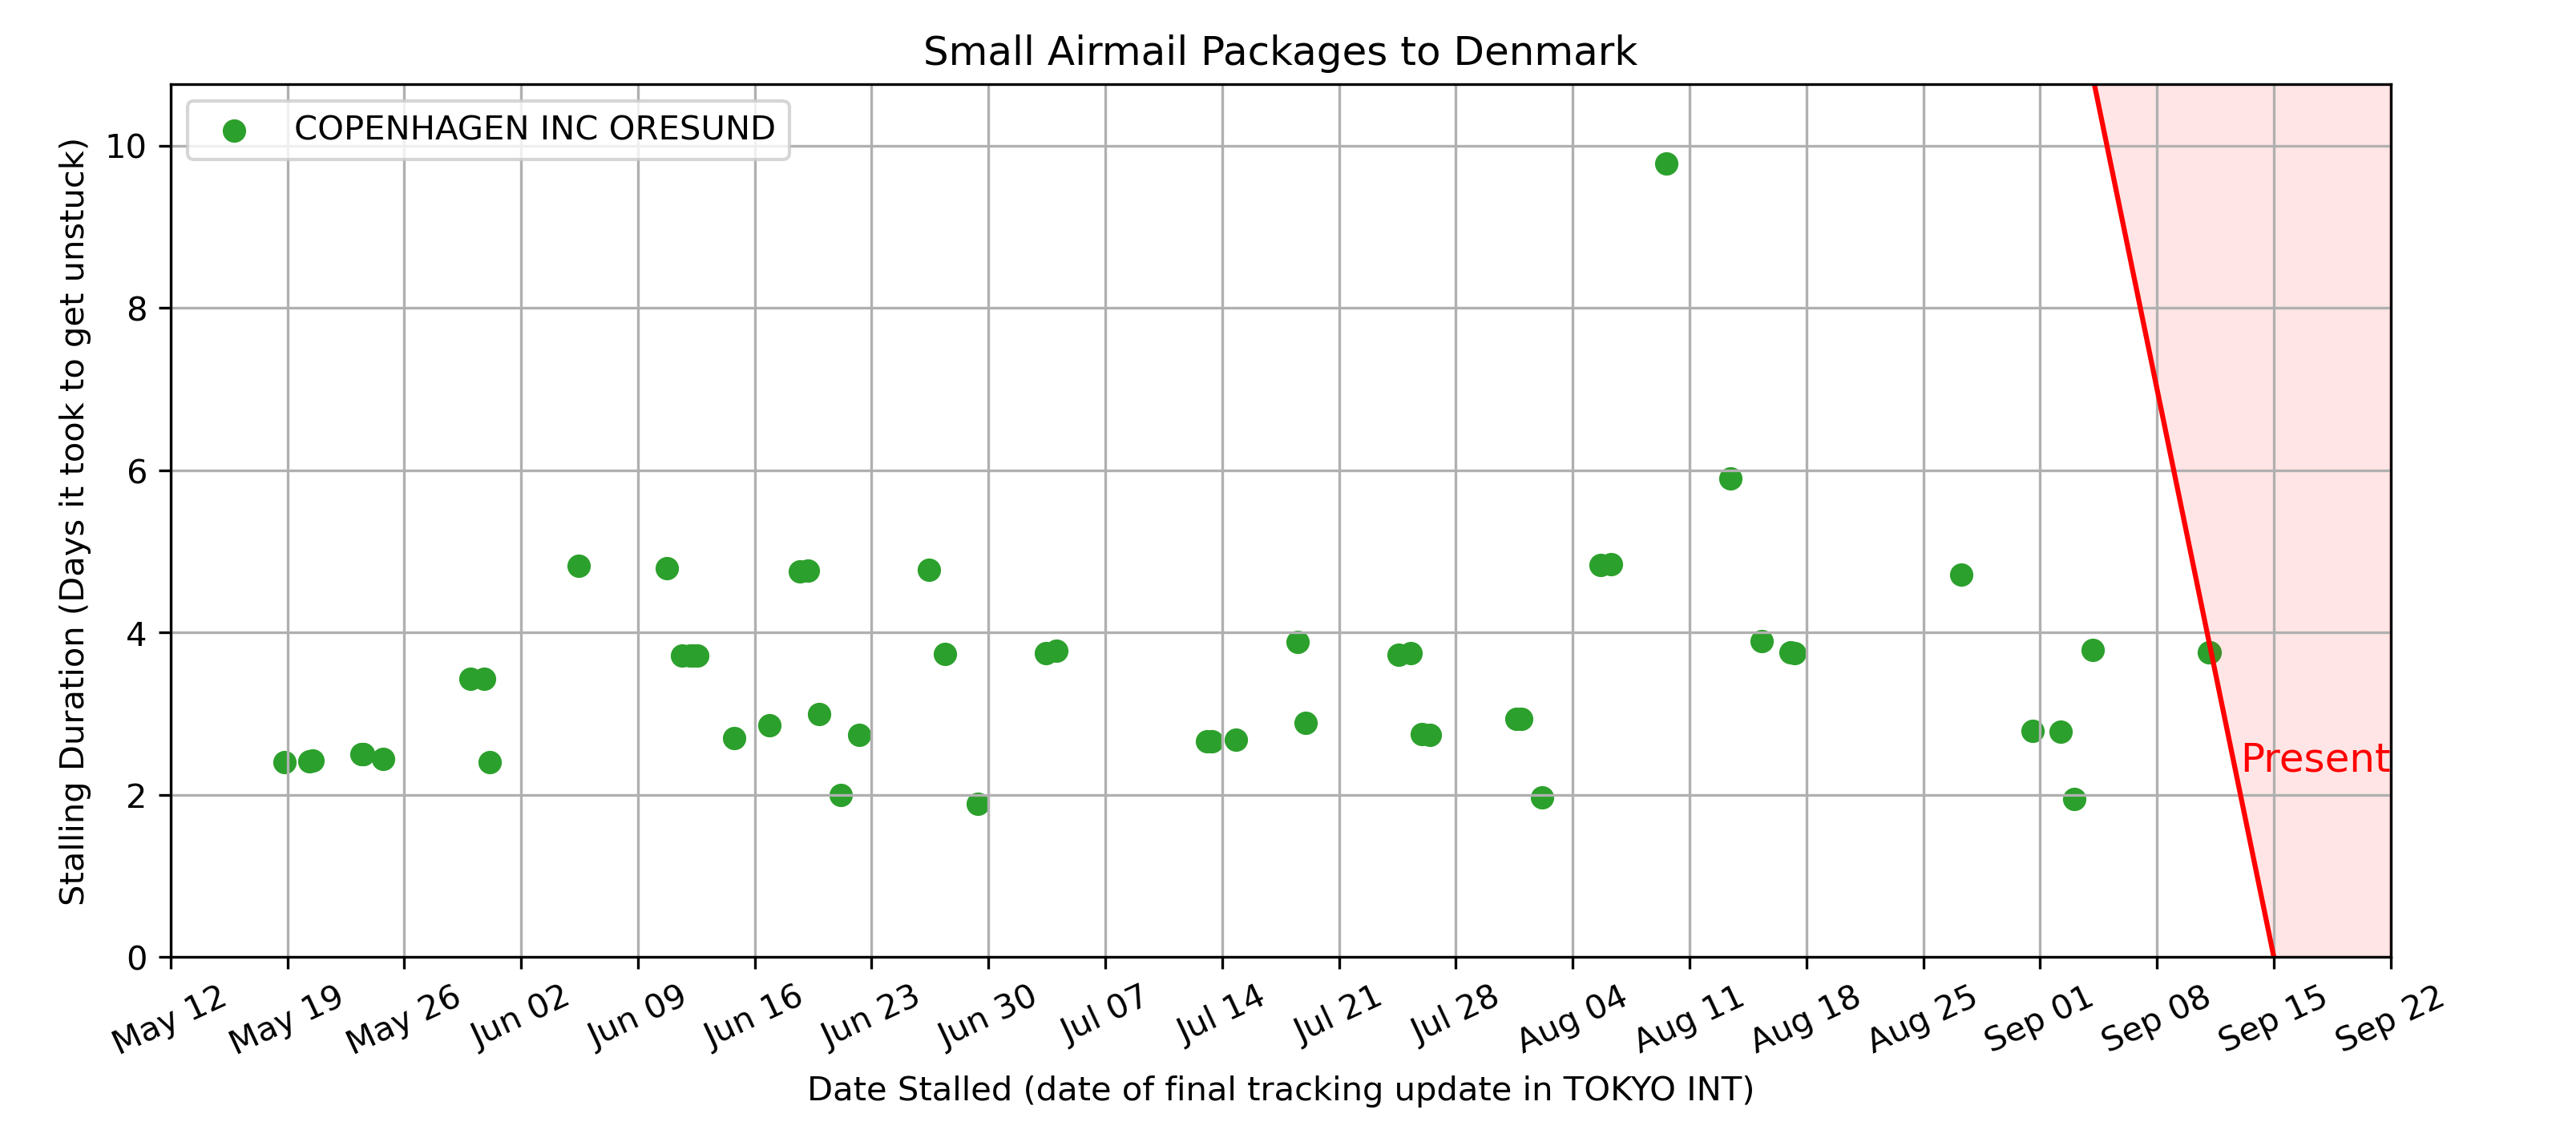 Small Airmail Packages to Denmark
COPENHAGEN INC ORESUND
Stalling Duration (Days it took to get unstuck)
10
8
6
4
2
0
Present
May 12
May 19
May 26
Jun 02
Jun 09
Jun 16
Jun 23
Jun 30
Jul 07
Jul 14
Jul 21
Jul 28
Aug 04
Aug 11
Aug 18
Aug 25
Sep 01
Sep 08
Sep 15
Sep 22
Date Stalled (date of final tracking update in TOKYO INT)